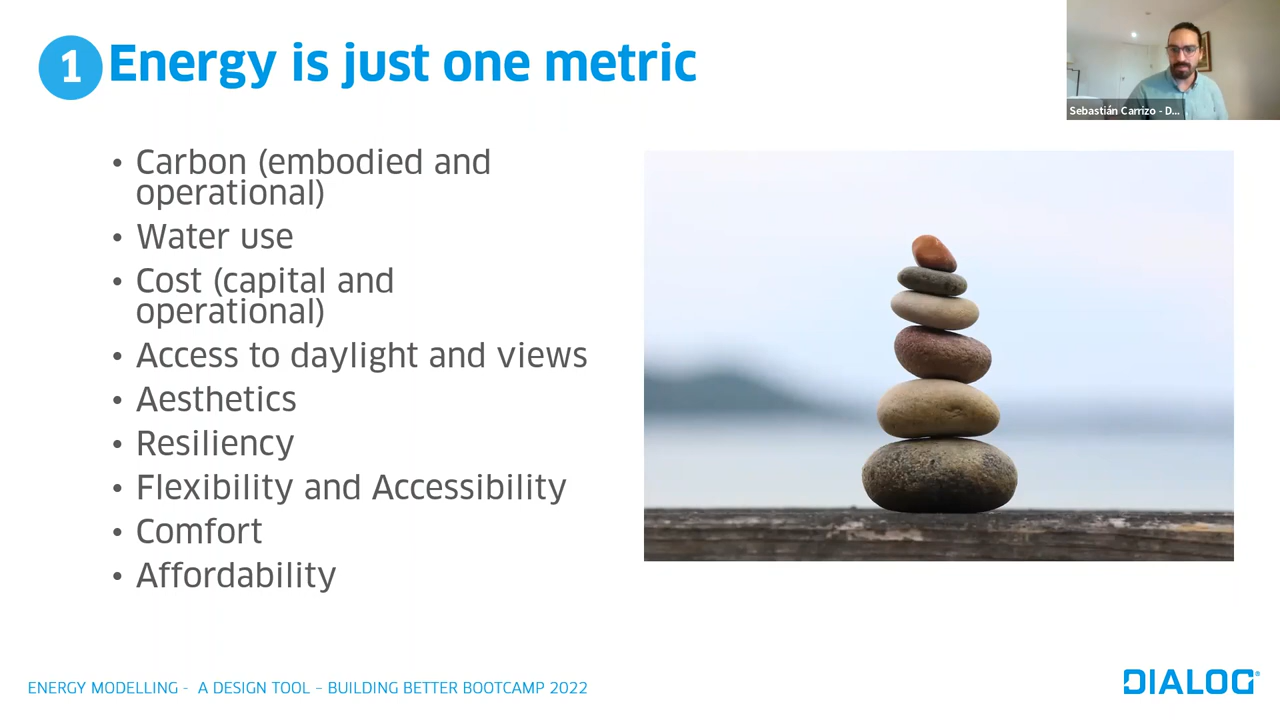 1 Energy is just one metric
Sebastián Carrizo - D...
• Carbon (embodied and
operational)
• Water use
• Cost (capital and
operational)
• Access to daylight and views
• Aesthetics
• Resiliency
• Flexibility and Accessibility
• Comfort
• Affordability
ENERGY MODELLING - A DESIGN TOOL – BUILDING BETTER BOOTCAMP 2022
DIALOG®